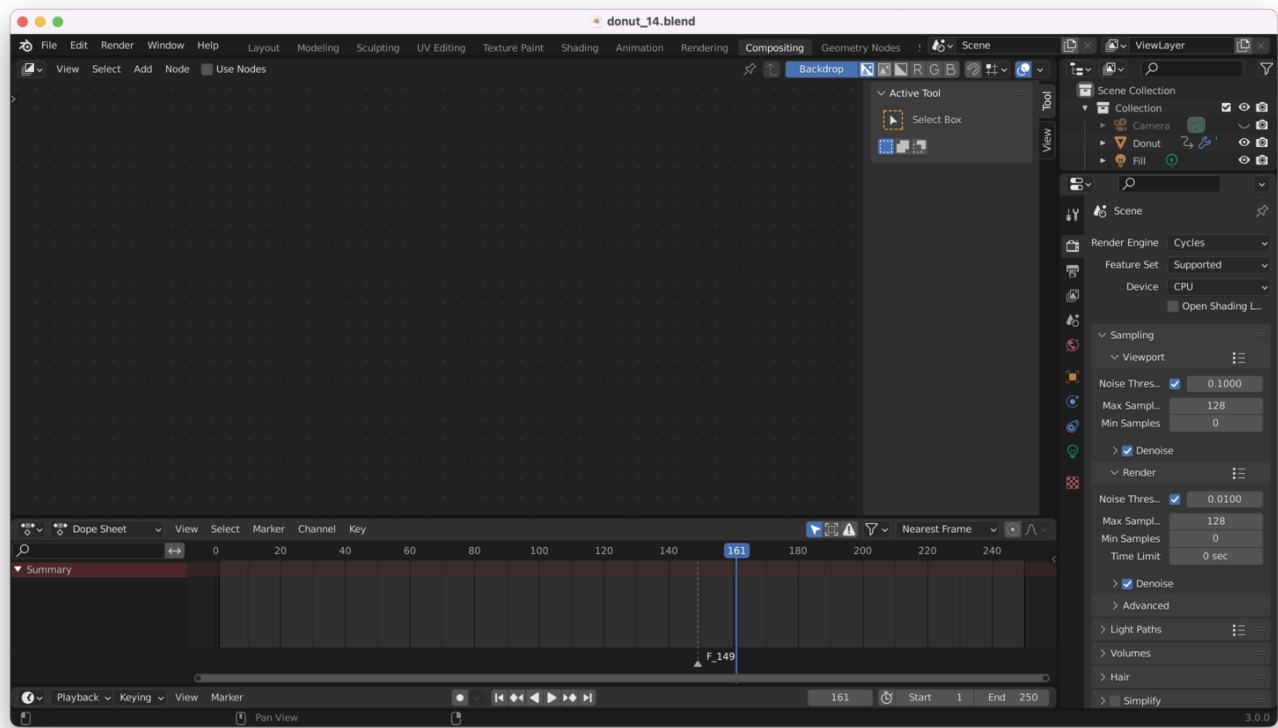 donut_14.blend
File Edit Render Window Help Layout Modeling Sculpting UV Editing Texture Paint Shading Animation Rendering Compositing Geometry Nodes Scene ViewLayer
View Select Add Node Use Nodes Backdrop R G B
Active Tool
Select Box
Tool
View
Scene Collection
Collection
Camera
Donut
Fill
Scene
Render Engine Cycles
Feature Set Supported
Device CPU
Open Shading L...
Sampling
Viewport
Noise Thres... 0.1000
Max Sampl... 128
Min Samples 0
Denoise
Render
Noise Thres... 0.0100
Max Sampl... 128
Min Samples 0
Time Limit 0 sec
Denoise
Advanced
Light Paths
Volumes
Hair
Simplify
Dope Sheet View Select Marker Channel Key Nearest Frame
0 20 40 60 80 100 120 140 161 180 200 220 240
Summary
F_149
Playback Keying View Marker 161 Start 1 End 250
Pan View 3.0.0